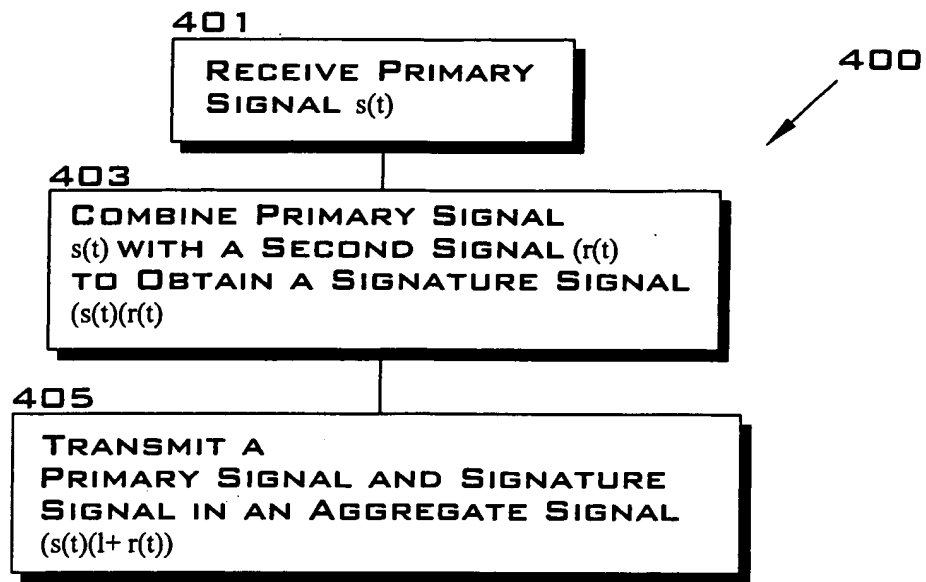 401
RECEIVE PRIMARY
SIGNAL s(t)
400
403
COMBINE PRIMARY SIGNAL
s(t) WITH A SECOND SIGNAL (r(t)
TO OBTAIN A SIGNATURE SIGNAL
(s(t)(r(t)
405
TRANSMIT A
PRIMARY SIGNAL AND SIGNATURE
SIGNAL IN AN AGGREGATE SIGNAL
(s(t)(l+ r(t))